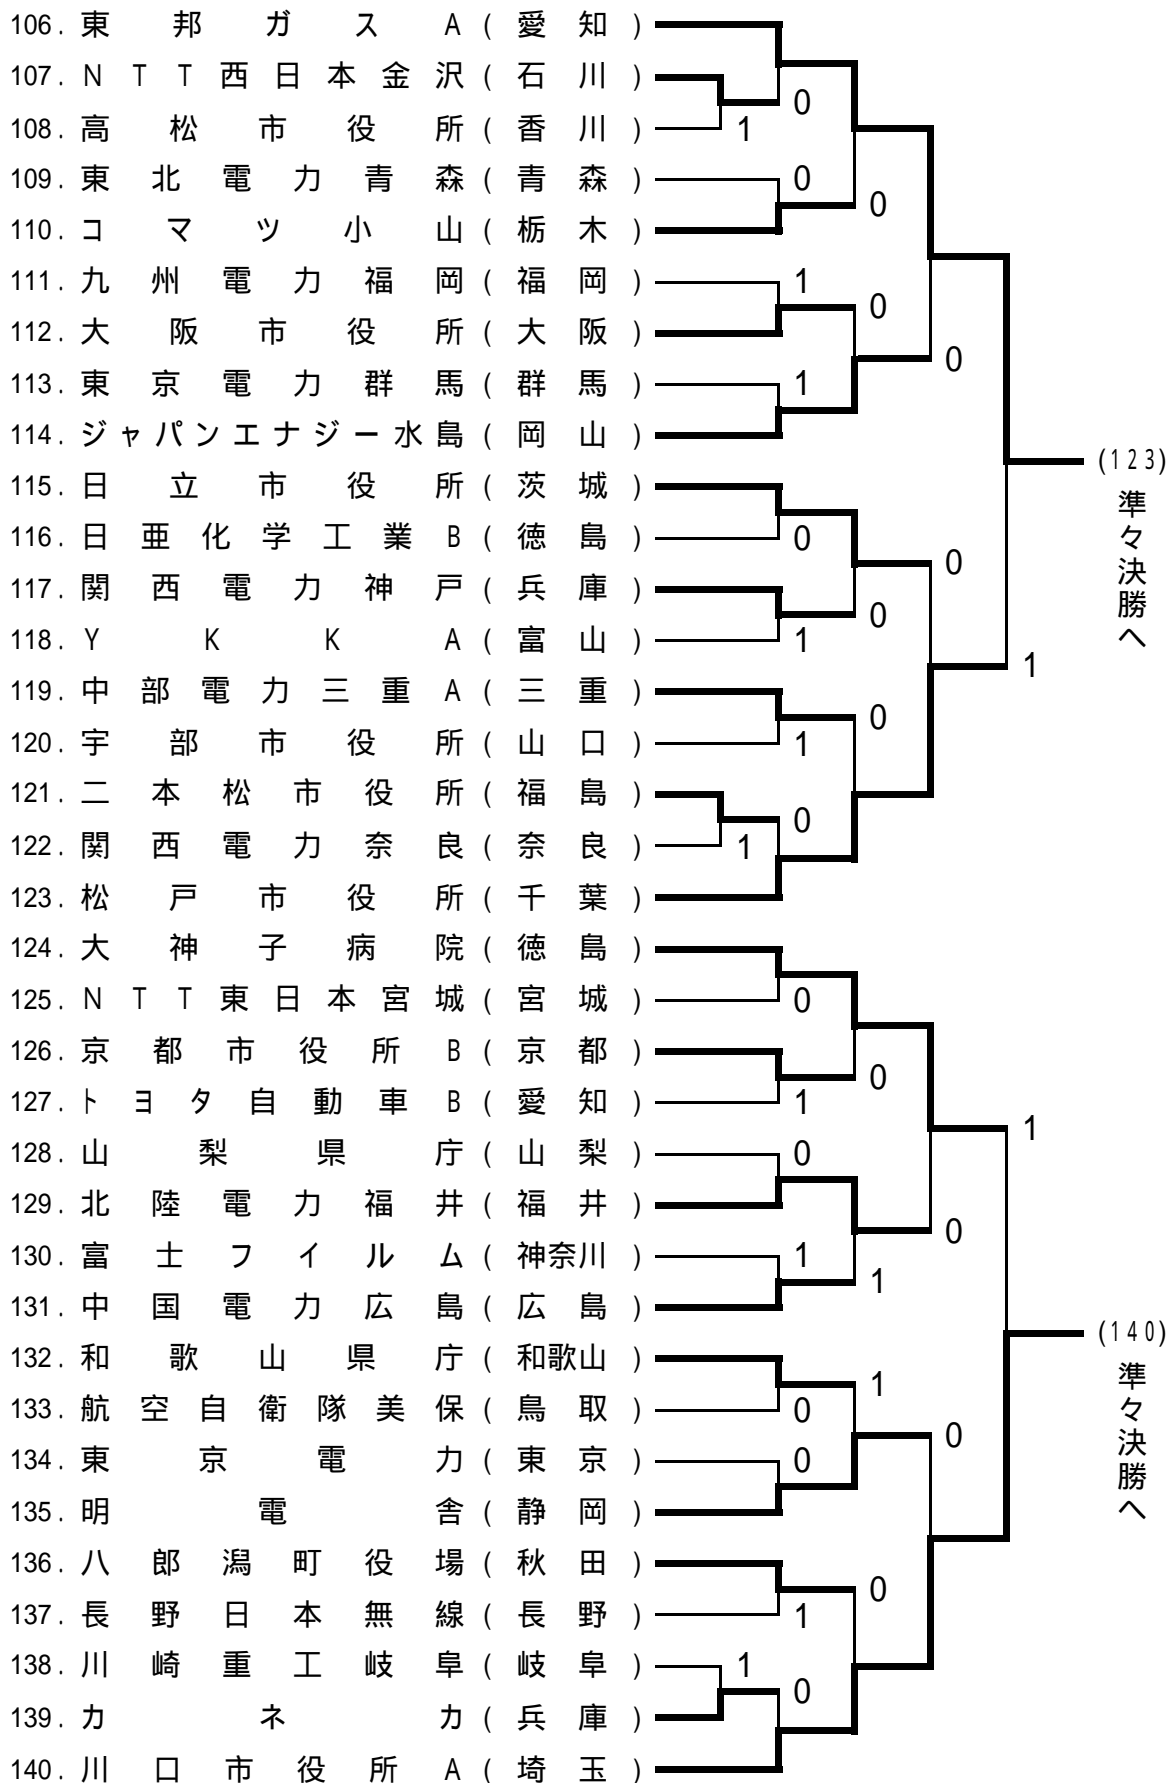 106. 東邦ガスA (愛知)
107. NTT西日本金沢 (石川)
0
108. 高松市役所 (香川)
1
109. 東北電力青森 (青森)
0
0
110. コマツ小山 (栃木)
111. 九州電力福岡 (福岡)
1
0
112. 大阪市役所 (大阪)
0
113. 東京電力群馬 (群馬)
1
114. ジャパンエナジー水島 (岡山)
(123)
準々決勝へ
115. 日立市役所 (茨城)
116. 日亜化学工業B (徳島)
0
0
117. 関西電力神戸 (兵庫)
0
118. YKKA (富山)
1
1
119. 中部電力三重A (三重)
0
120. 宇部市役所 (山口)
1
121. 二本松市役所 (福島)
0
122. 関西電力奈良 (奈良)
1
123. 松戸市役所 (千葉)
124. 大神子病院 (徳島)
125. NTT東日本宮城 (宮城)
0
126. 京都市役所B (京都)
0
127. トヨタ自動車B (愛知)
1
1
128. 山梨県庁 (山梨)
0
129. 北陸電力福井 (福井)
0
130. 富士フイルム (神奈川)
1
1
131. 中国電力広島 (広島)
(140)
準々決勝へ
132. 和歌山県庁 (和歌山)
1
133. 航空自衛隊美保 (鳥取)
0
0
134. 東京電力 (東京)
0
135. 明電舎 (静岡)
136. 八郎潟町役場 (秋田)
0
137. 長野日本無線 (長野)
1
138. 川崎重工岐阜 (岐阜)
1
0
139. カネカ (兵庫)
140. 川口市役所A (埼玉)